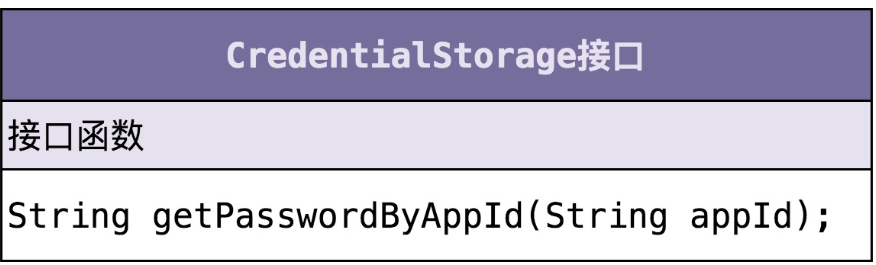 CredentialStorage接口
接口函数
String getPasswordByAppId(String appId);